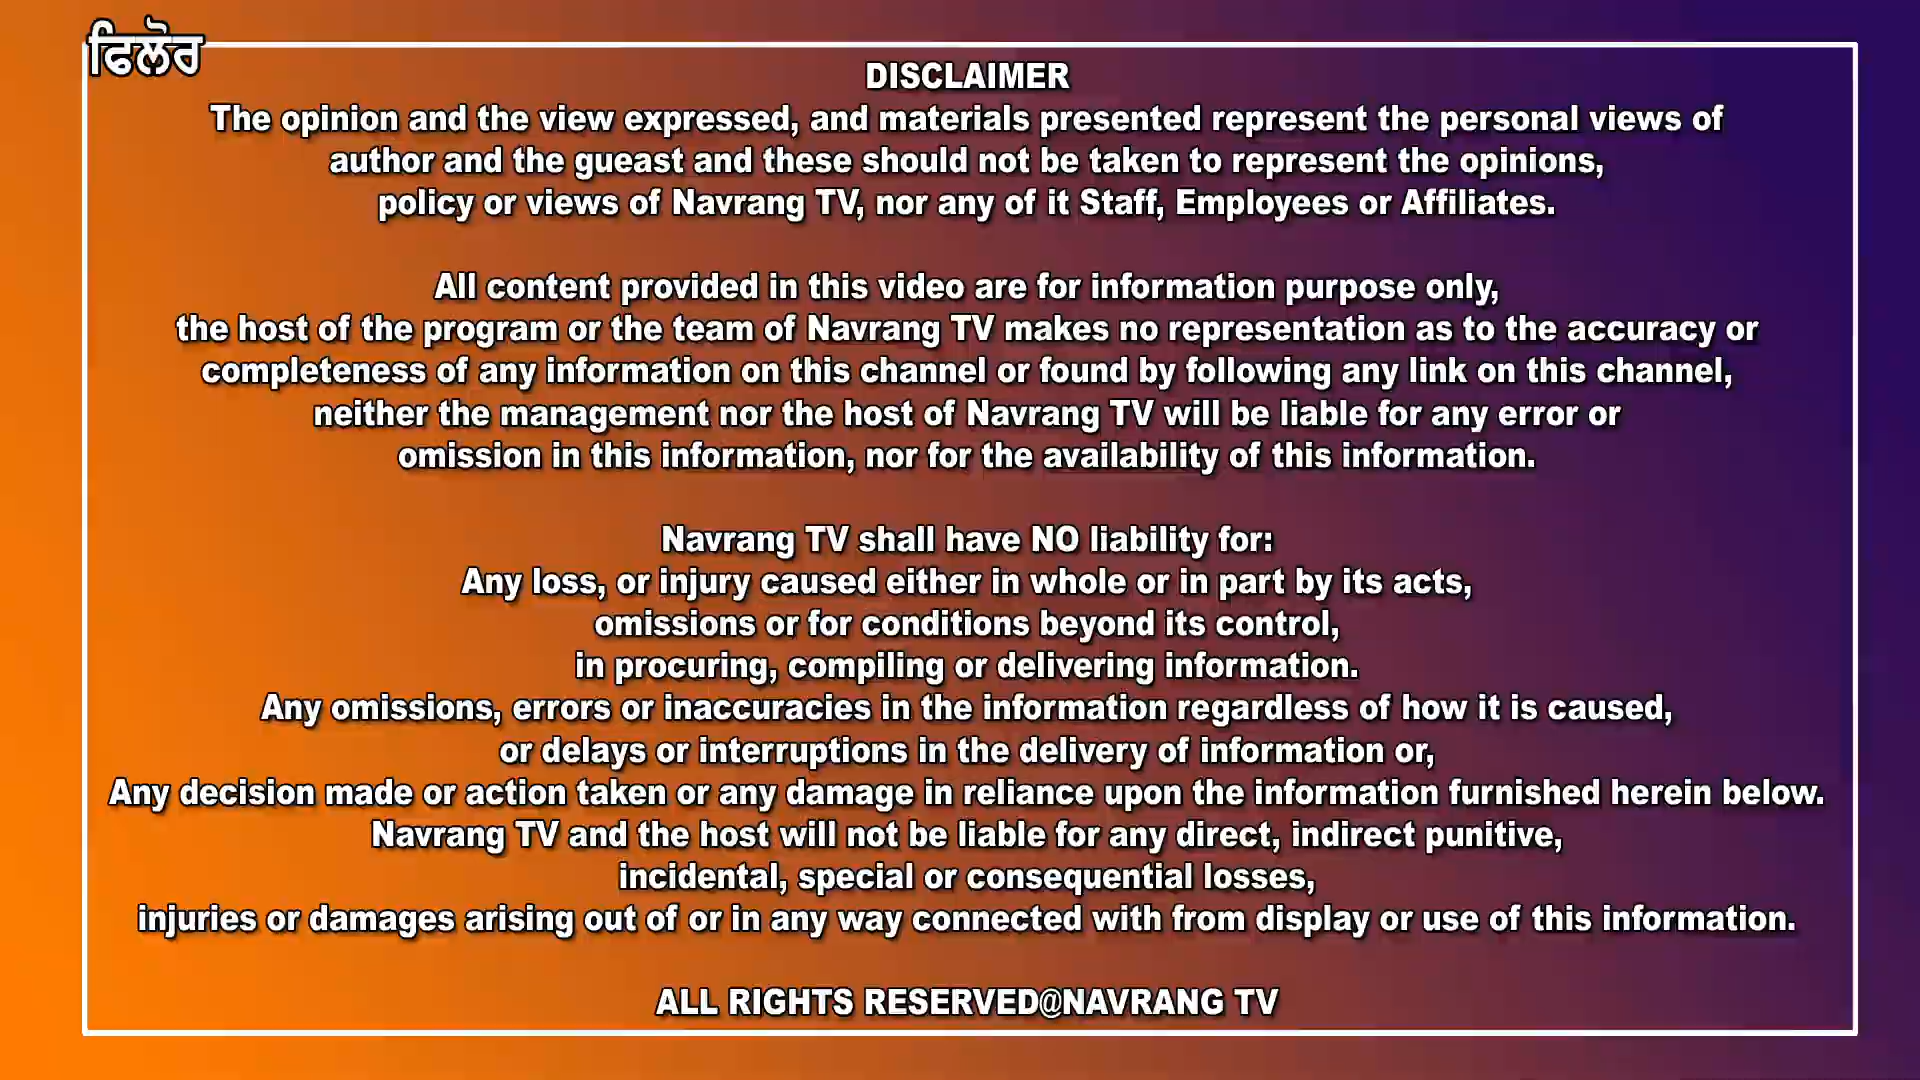 ਫਿਲੌਰ
DISCLAIMER
The opinion and the view expressed, and materials presented represent the personal views of
author and the gueast and these should not be taken to represent the opinions,
policy or views of Navrang TV, nor any of it Staff, Employees or Affiliates.
All content provided in this video are for information purpose only,
the host of the program or the team of Navrang TV makes no representation as to the accuracy or
completeness of any information on this channel or found by following any link on this channel,
neither the management nor the host of Navrang TV will be liable for any error or
omission in this information, nor for the availability of this information.
Navrang TV shall have NO liability for:
Any loss, or injury caused either in whole or in part by its acts,
omissions or for conditions beyond its control,
in procuring, compiling or delivering information.
Any omissions, errors or inaccuracies in the information regardless of how it is caused,
or delays or interruptions in the delivery of information or,
Any decision made or action taken or any damage in reliance upon the information furnished herein below.
Navrang TV and the host will not be liable for any direct, indirect punitive,
incidental, special or consequential losses,
injuries or damages arising out of or in any way connected with from display or use of this information.
ALL RIGHTS RESERVED@NAVRANG TV